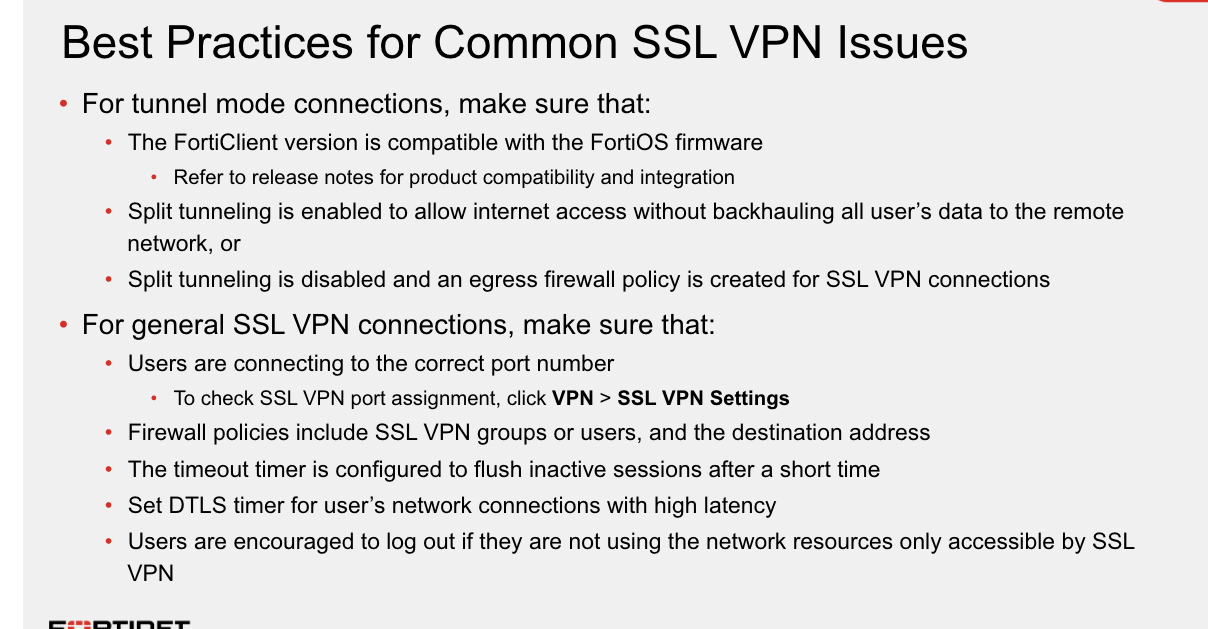 Best Practices for Common SSL VPN Issues
• For tunnel mode connections, make sure that:
• The FortiClient version is compatible with the FortiOS firmware
• Refer to release notes for product compatibility and integration
• Split tunneling is enabled to allow internet access without backhauling all user’s data to the remote
network, or
• Split tunneling is disabled and an egress firewall policy is created for SSL VPN connections
• For general SSL VPN connections, make sure that:
• Users are connecting to the correct port number
• To check SSL VPN port assignment, click VPN > SSL VPN Settings
• Firewall policies include SSL VPN groups or users, and the destination address
• The timeout timer is configured to flush inactive sessions after a short time
• Set DTLS timer for user’s network connections with high latency
• Users are encouraged to log out if they are not using the network resources only accessible by SSL
VPN
FORTINET